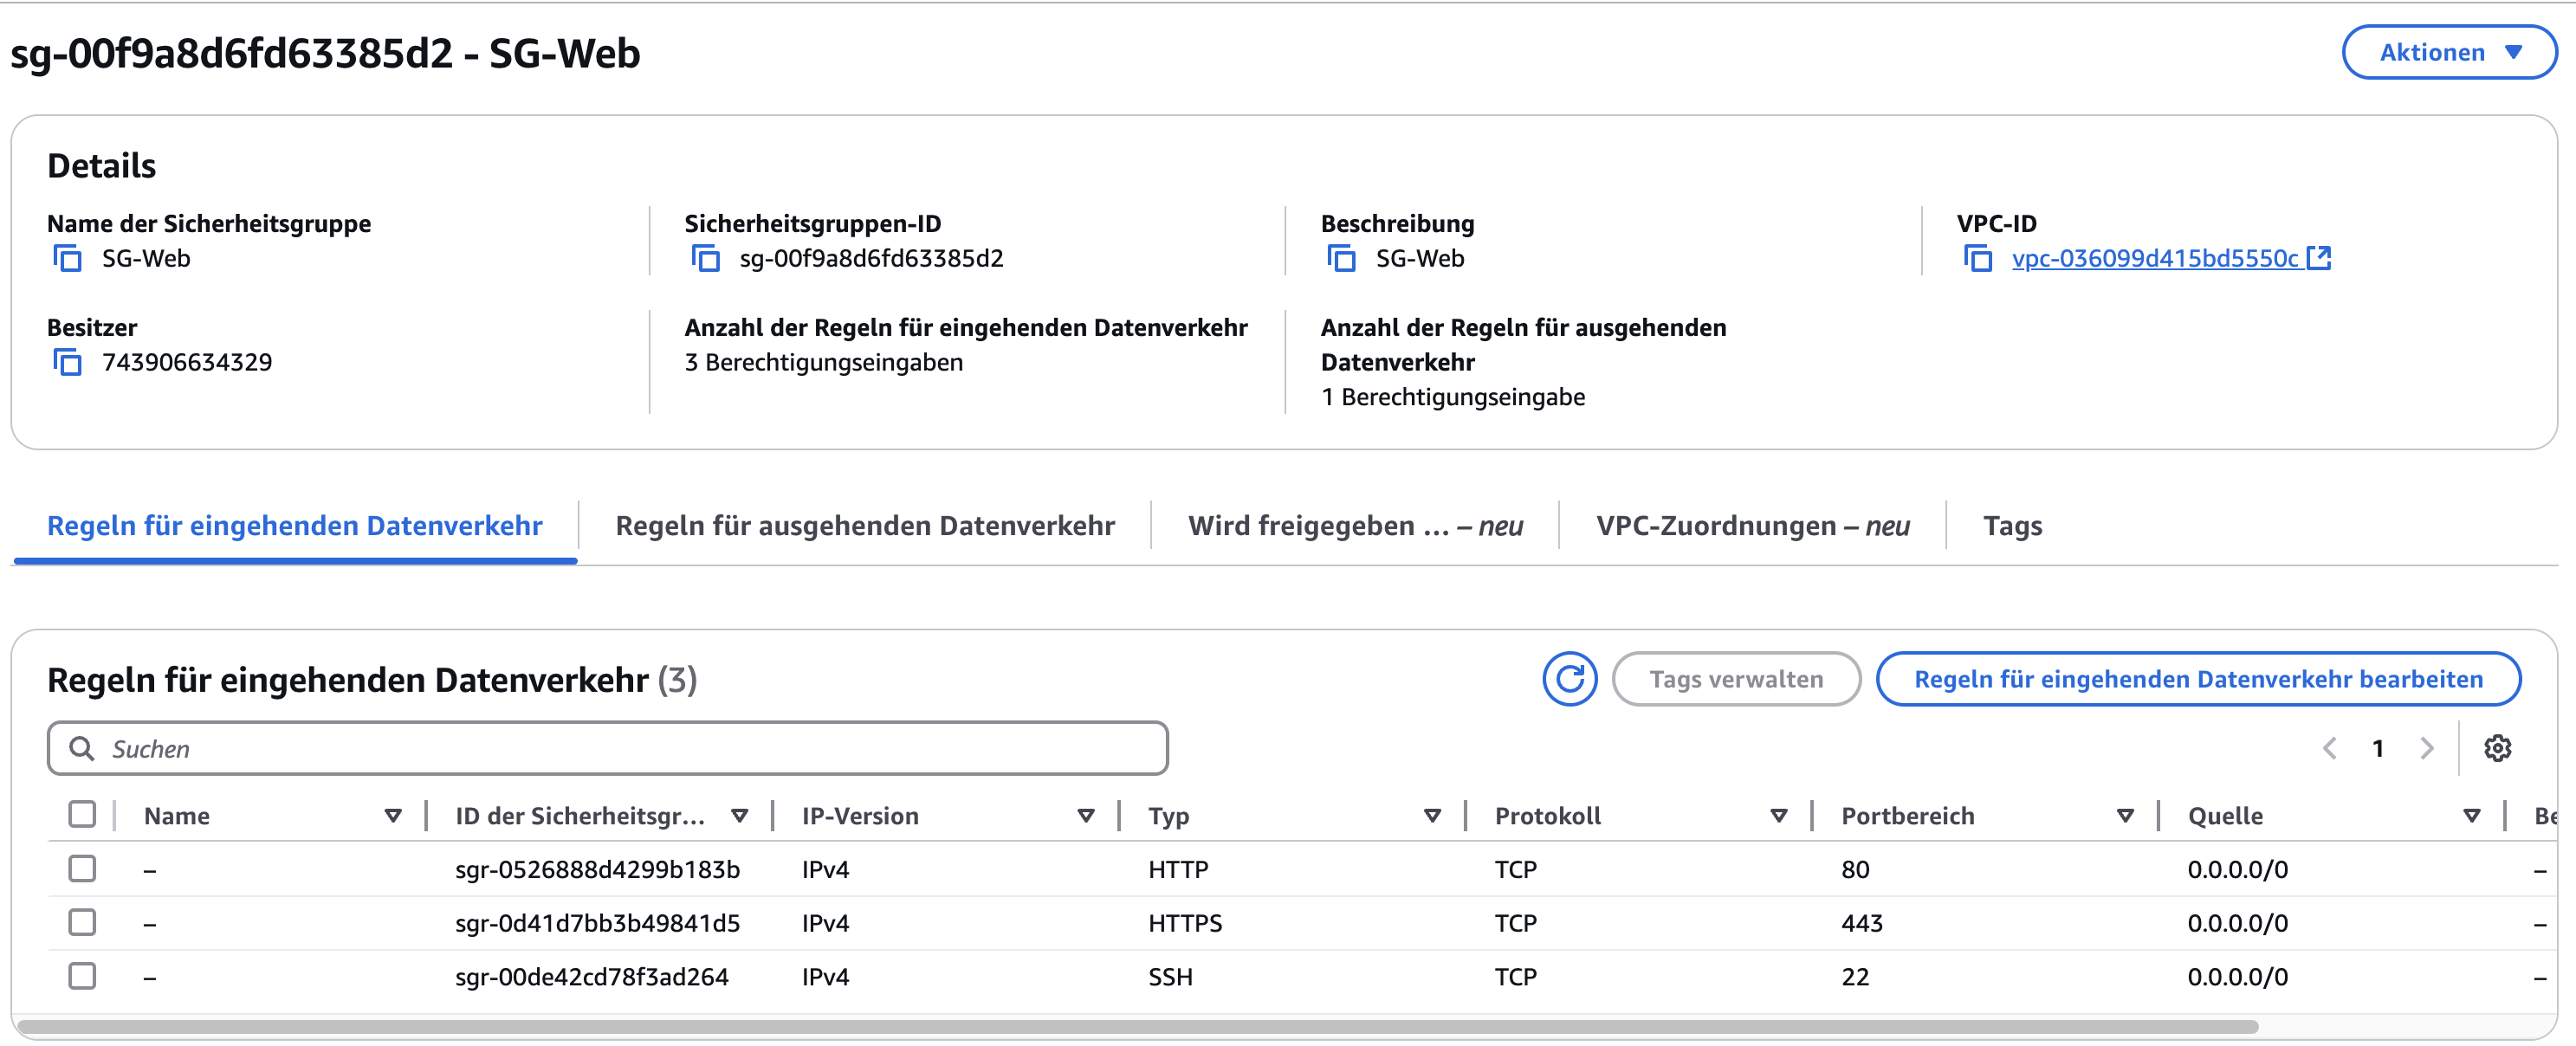 sg-00f9a8d6fd63385d2 - SG-Web
Aktionen
Details
Name der Sicherheitsgruppe
SG-Web
Sicherheitsgruppen-ID
sg-00f9a8d6fd63385d2
Beschreibung
SG-Web
VPC-ID
vpc-036099d415bd5550c
Besitzer
743906634329
Anzahl der Regeln für eingehenden Datenverkehr
3 Berechtigungseingaben
Anzahl der Regeln für ausgehenden
Datenverkehr
1 Berechtigungseingabe
Regeln für eingehenden Datenverkehr
Regeln für ausgehenden Datenverkehr
Wird freigegeben ... – neu
VPC-Zuordnungen – neu
Tags
Regeln für eingehenden Datenverkehr (3)
Tags verwalten
Regeln für eingehenden Datenverkehr bearbeiten
Suchen
1
Name ID der Sicherheitsgr... IP-Version Typ Protokoll Portbereich Quelle
– sgr-0526888d4299b183b IPv4 HTTP TCP 80 0.0.0.0/0 –
– sgr-0d41d7bb3b49841d5 IPv4 HTTPS TCP 443 0.0.0.0/0 –
– sgr-00de42cd78f3ad264 IPv4 SSH TCP 22 0.0.0.0/0 –